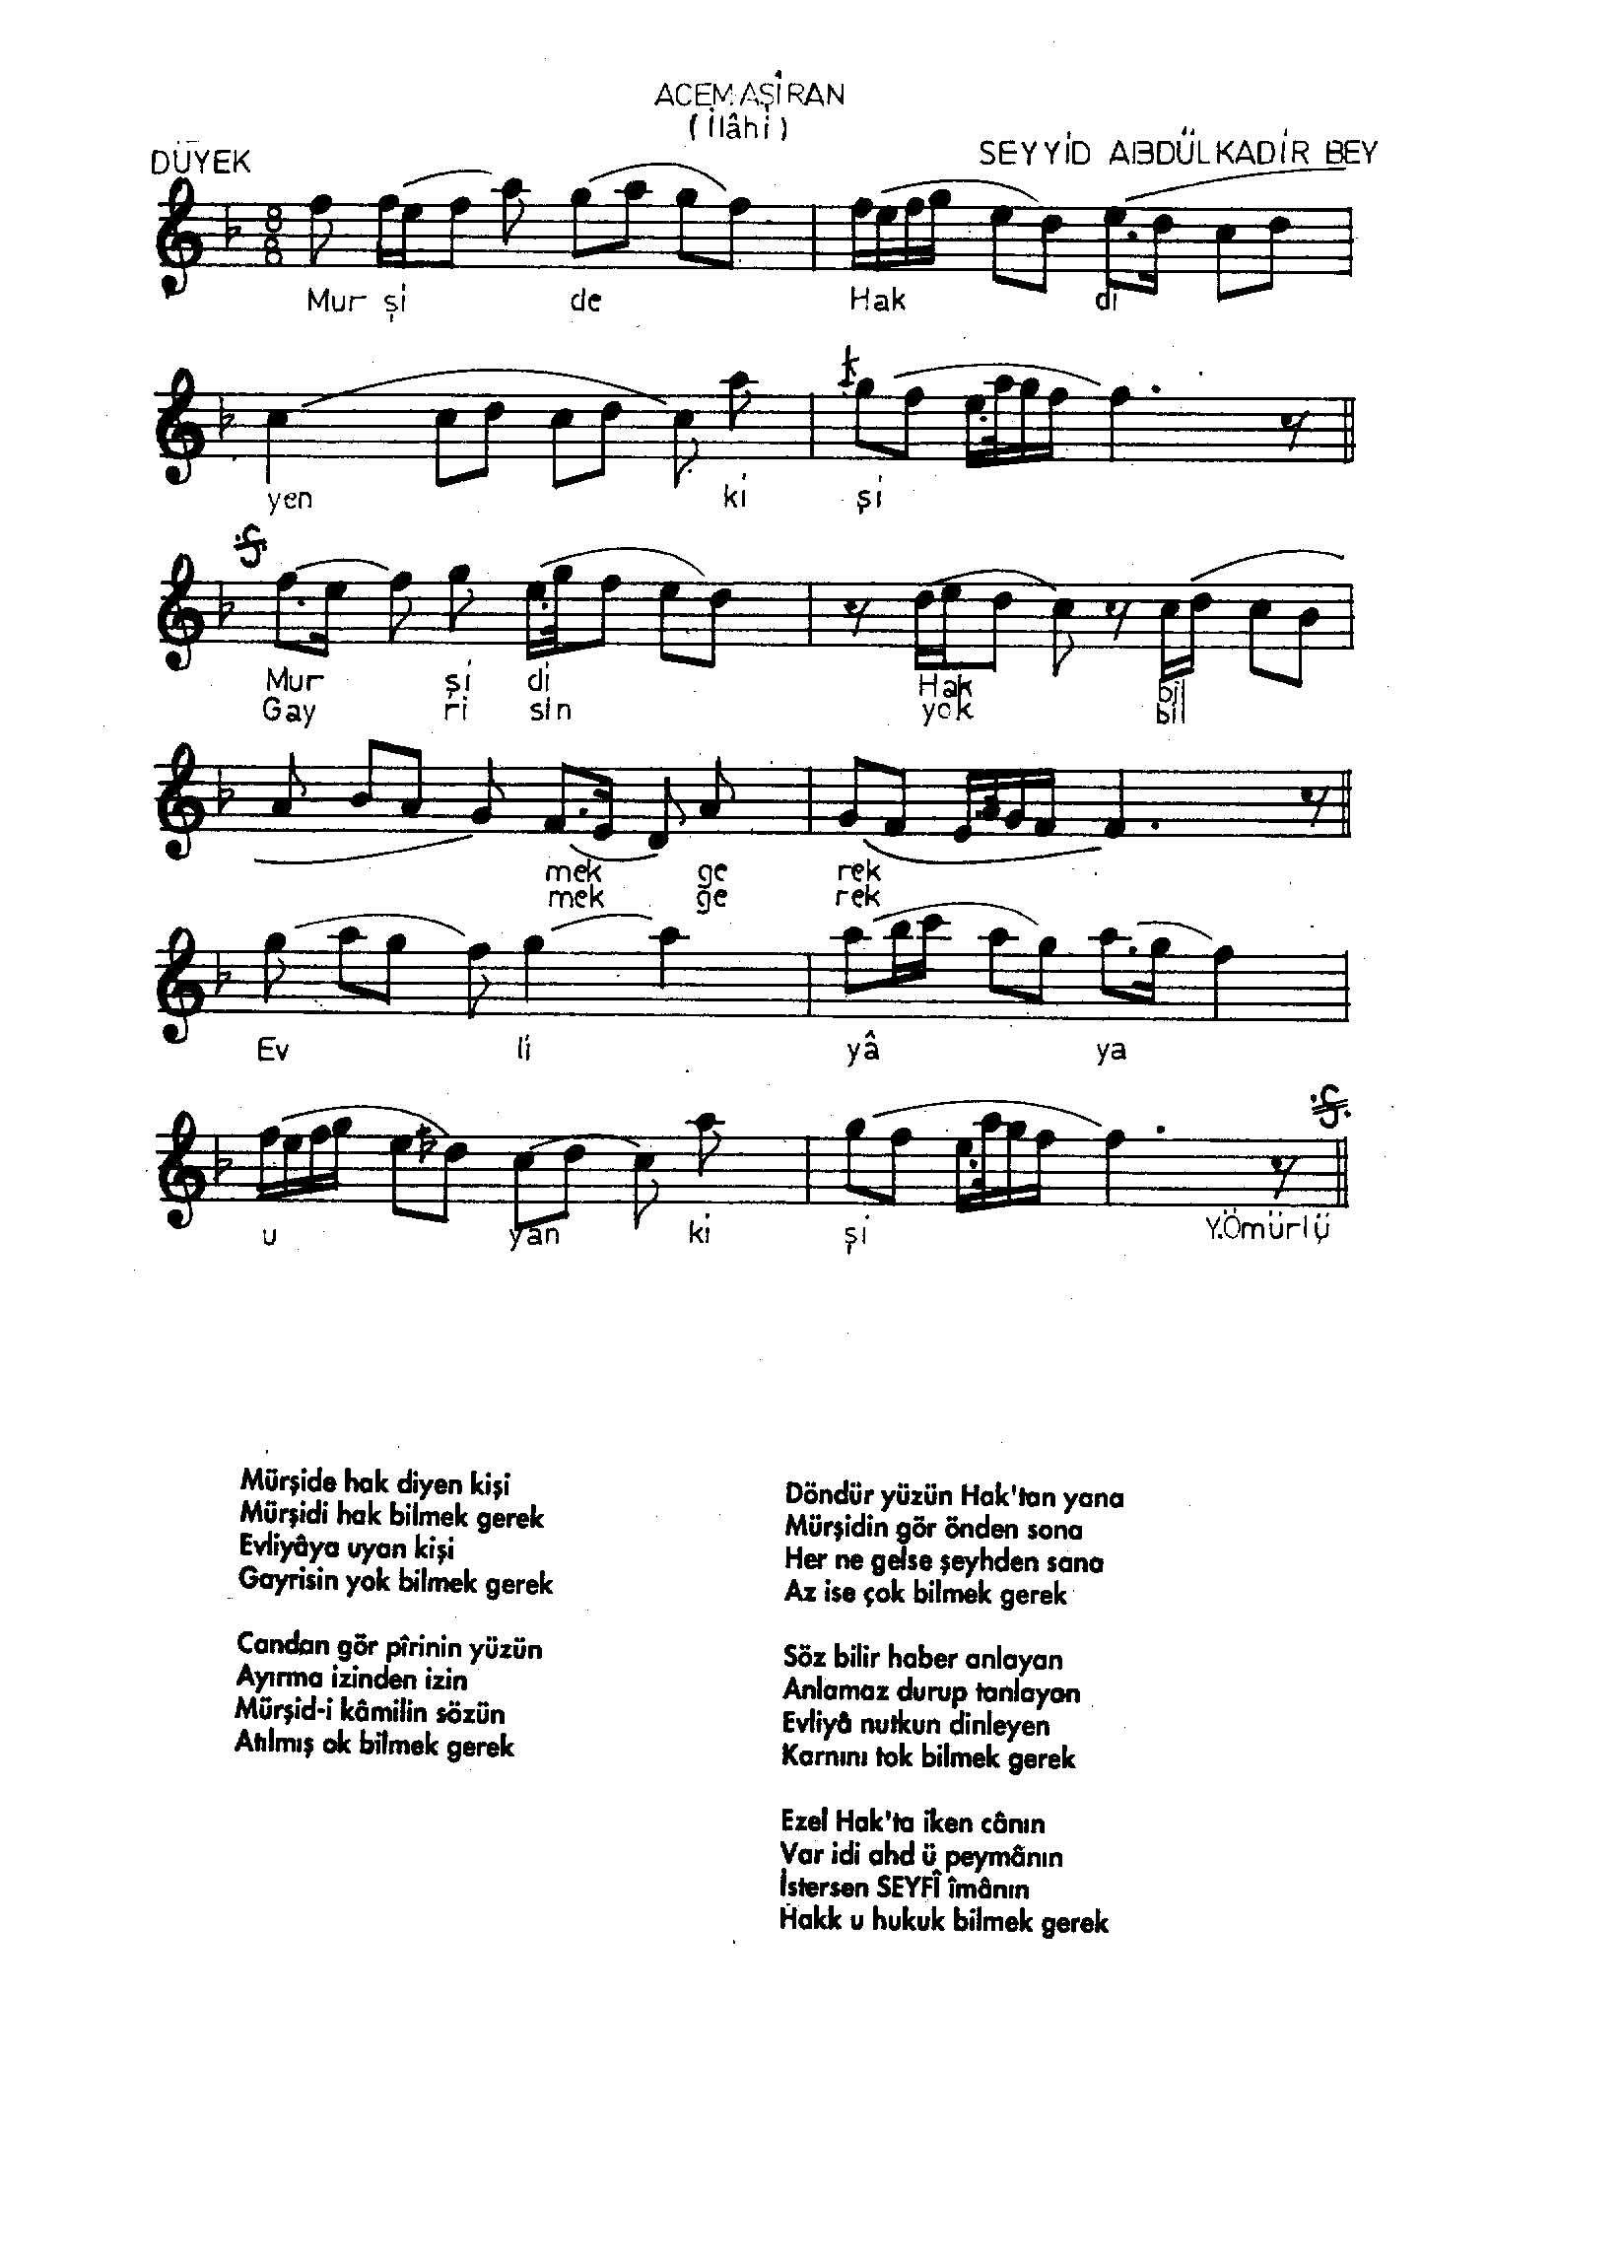 ACEMAŞİRAN
(İlâhi)
DÜYEK
SEYYİD ABDÜLKADİR BEY
8
8
Mur şi de Hak di
yen ki şi
Mur şi di Hak bil
Gay ri sin yok bil
mek ge rek
mek ge rek
Ev li yâ ya
u yan ki şi
Y.Ömürlü
Mürşide hak diyen kişi
Mürşidi hak bilmek gerek
Evliyâya uyan kişi
Gayrisin yok bilmek gerek
Candan gör pîrinin yüzün
Ayırma izinden izin
Mürşid-i kâmilin sözün
Atılmış ok bilmek gerek
Döndür yüzün Hak'tan yana
Mürşidin gör önden sona
Her ne gelse şeyhden sana
Az ise çok bilmek gerek
Söz bilir haber anlayan
Anlamaz durup tanlayan
Evliyâ nutkun dinleyen
Karnını tok bilmek gerek
Ezel Hak'ta iken cânın
Var idi ahd ü peymânın
İstersen SEYFÎ îmânın
Hakk u hukuk bilmek gerek